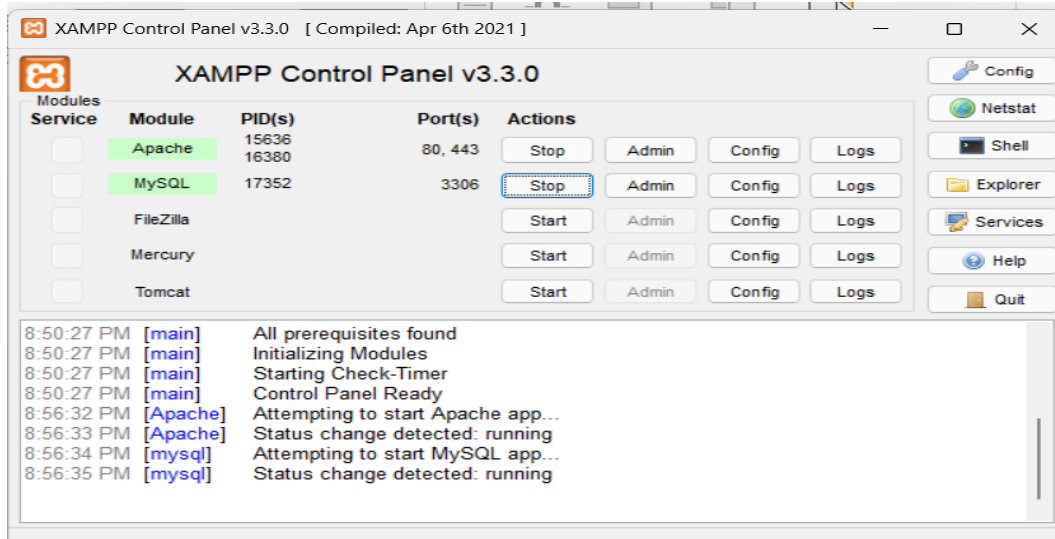 XAMPP Control Panel v3.3.0 [ Compiled: Apr 6th 2021 ]
XAMPP Control Panel v3.3.0
Config
Modules
Service Module PID(s) Port(s) Actions
Netstat
Apache 15636 16380 80, 443 Stop Admin Config Logs
Shell
MySQL 17352 3306 Stop Admin Config Logs
Explorer
FileZilla Start Admin Config Logs
Services
Mercury Start Admin Config Logs
Help
Tomcat Start Admin Config Logs
Quit
8:50:27 PM [main] All prerequisites found
8:50:27 PM [main] Initializing Modules
8:50:27 PM [main] Starting Check-Timer
8:50:27 PM [main] Control Panel Ready
8:56:32 PM [Apache] Attempting to start Apache app...
8:56:33 PM [Apache] Status change detected: running
8:56:34 PM [mysql] Attempting to start MySQL app...
8:56:35 PM [mysql] Status change detected: running